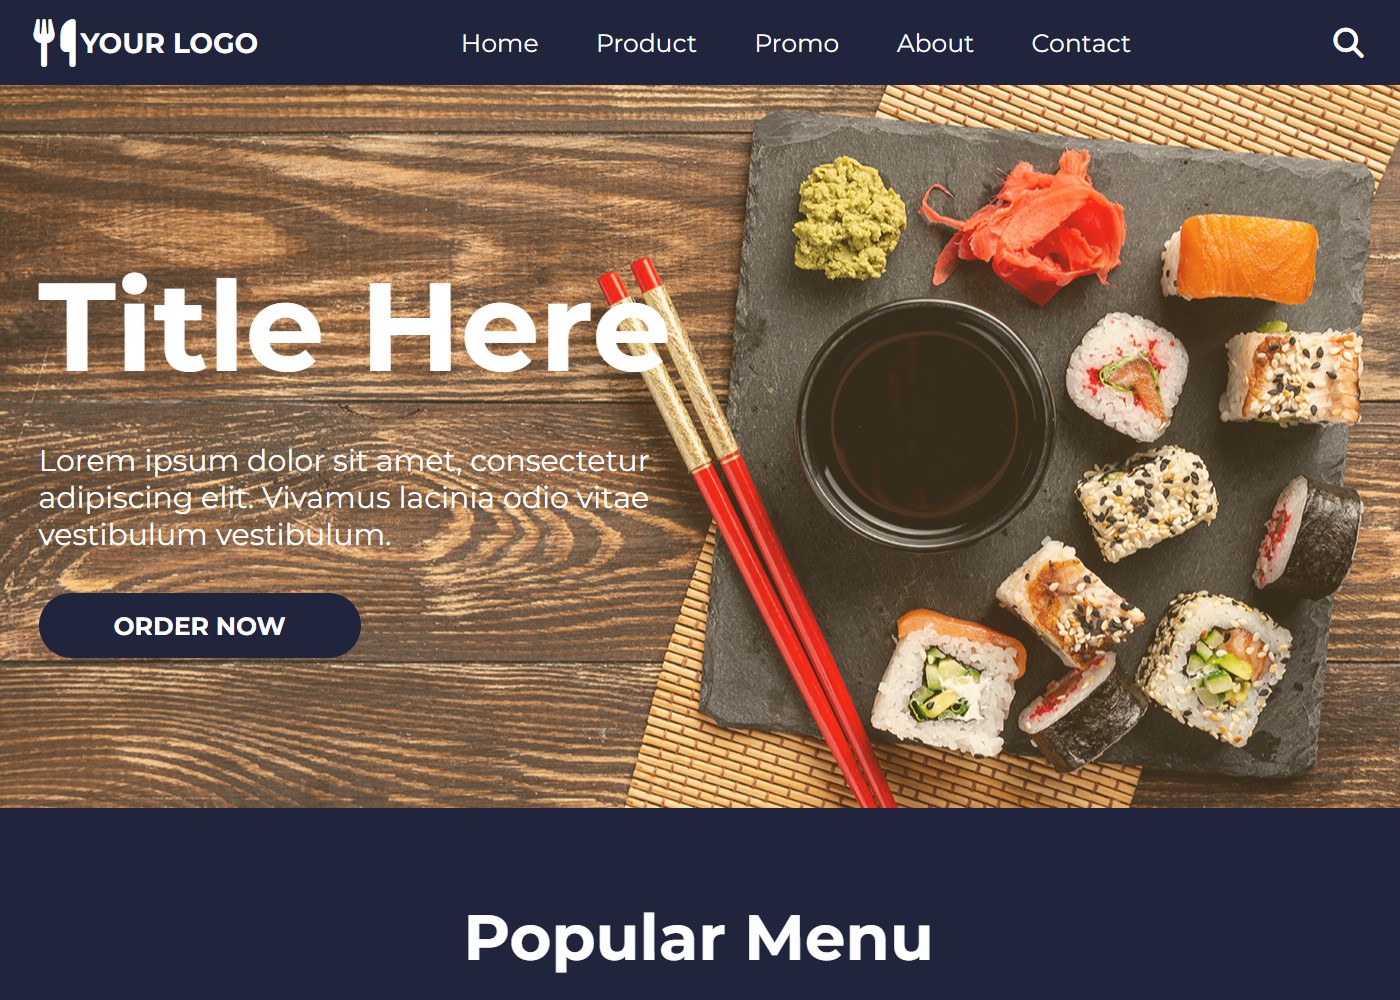 YOUR LOGO
Home Product Promo About Contact
Title Here
Lorem ipsum dolor sit amet, consectetur
adipiscing elit. Vivamus lacinia odio vitae
vestibulum vestibulum.
ORDER NOW
Popular Menu